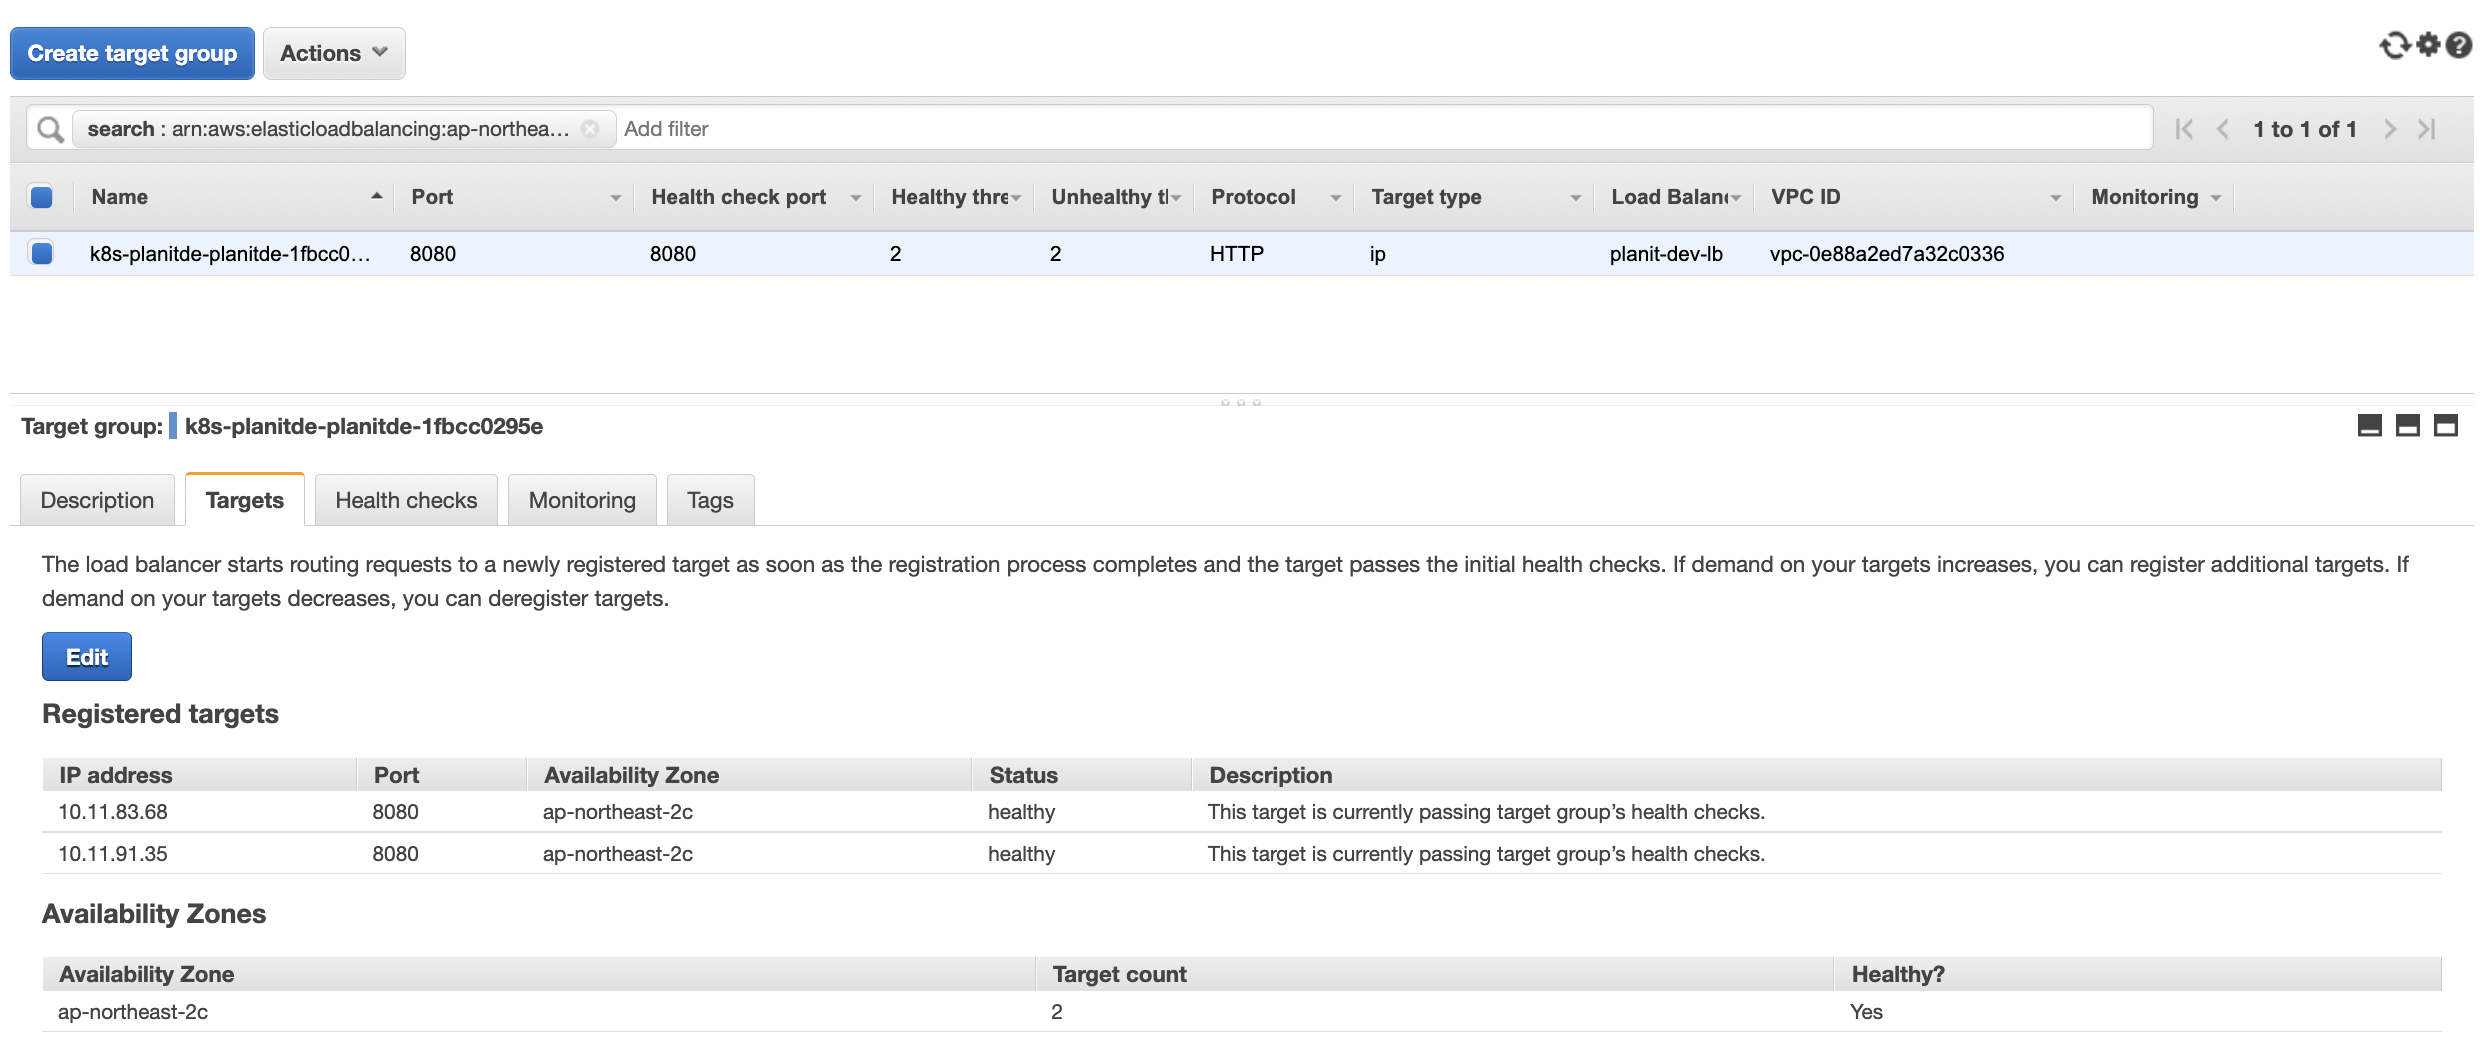 Create target group Actions
search : arn:aws:elasticloadbalancing:ap-northea... Add filter 1 to 1 of 1
Name Port Health check port Healthy thre Unhealthy tl Protocol Target type Load Balan VPC ID Monitoring
k8s-planitde-planitde-1fbcc0... 8080 8080 2 2 HTTP ip planit-dev-lb vpc-0e88a2ed7a32c0336
Target group: k8s-planitde-planitde-1fbcc0295e
Description Targets Health checks Monitoring Tags
The load balancer starts routing requests to a newly registered target as soon as the registration process completes and the target passes the initial health checks. If demand on your targets increases, you can register additional targets. If
demand on your targets decreases, you can deregister targets.
Edit
Registered targets
IP address Port Availability Zone Status Description
10.11.83.68 8080 ap-northeast-2c healthy This target is currently passing target group’s health checks.
10.11.91.35 8080 ap-northeast-2c healthy This target is currently passing target group’s health checks.
Availability Zones
Availability Zone Target count Healthy?
ap-northeast-2c 2 Yes